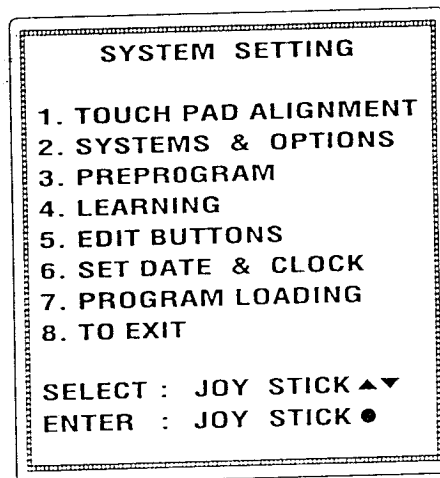 SYSTEM SETTING
1. TOUCH PAD ALIGNMENT
2. SYSTEMS & OPTIONS
3. PREPROGRAM
4. LEARNING
5. EDIT BUTTONS
6. SET DATE & CLOCK
7. PROGRAM LOADING
8. TO EXIT
SELECT : JOY STICK ▲▼
ENTER : JOY STICK ●